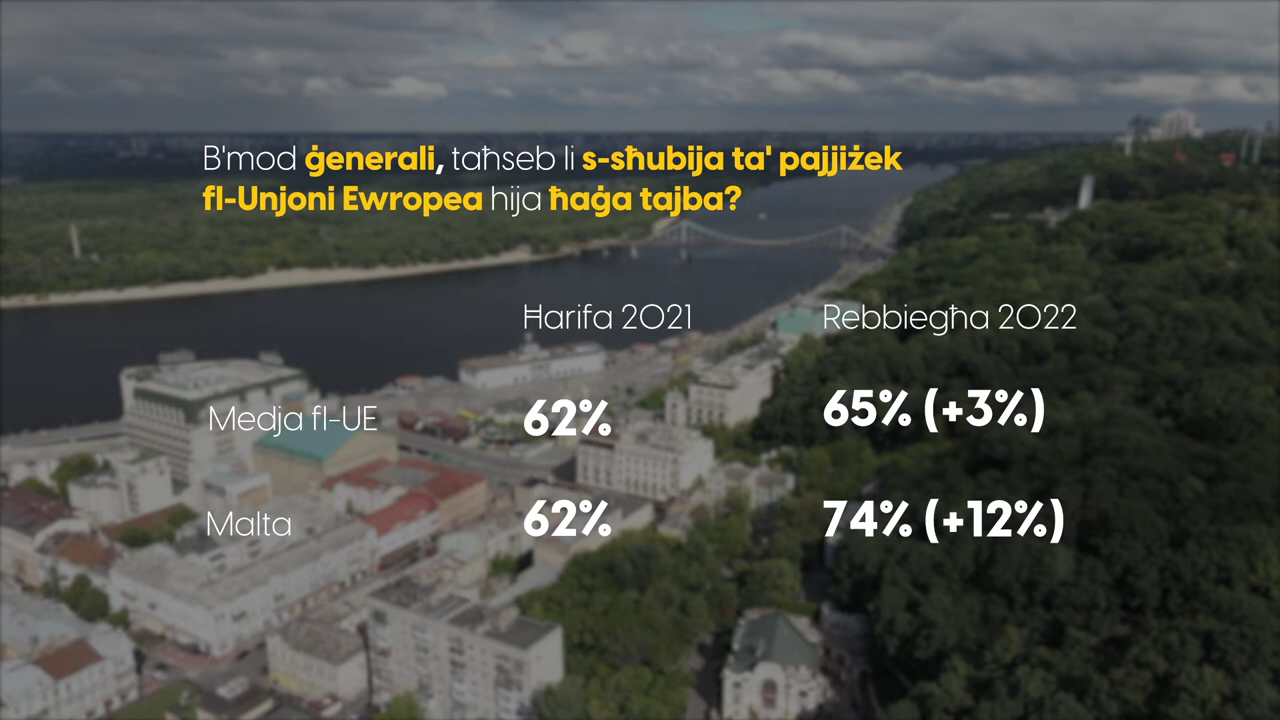 B'mod ġenerali, taħseb li s-sħubija ta' pajjiżek
fl-Unjoni Ewropea hija ħaġa tajba?
Ħarifa 2021 Rebbiegħa 2022
Medja fl-UE 62% 65% (+3%)
Malta 62% 74% (+12%)